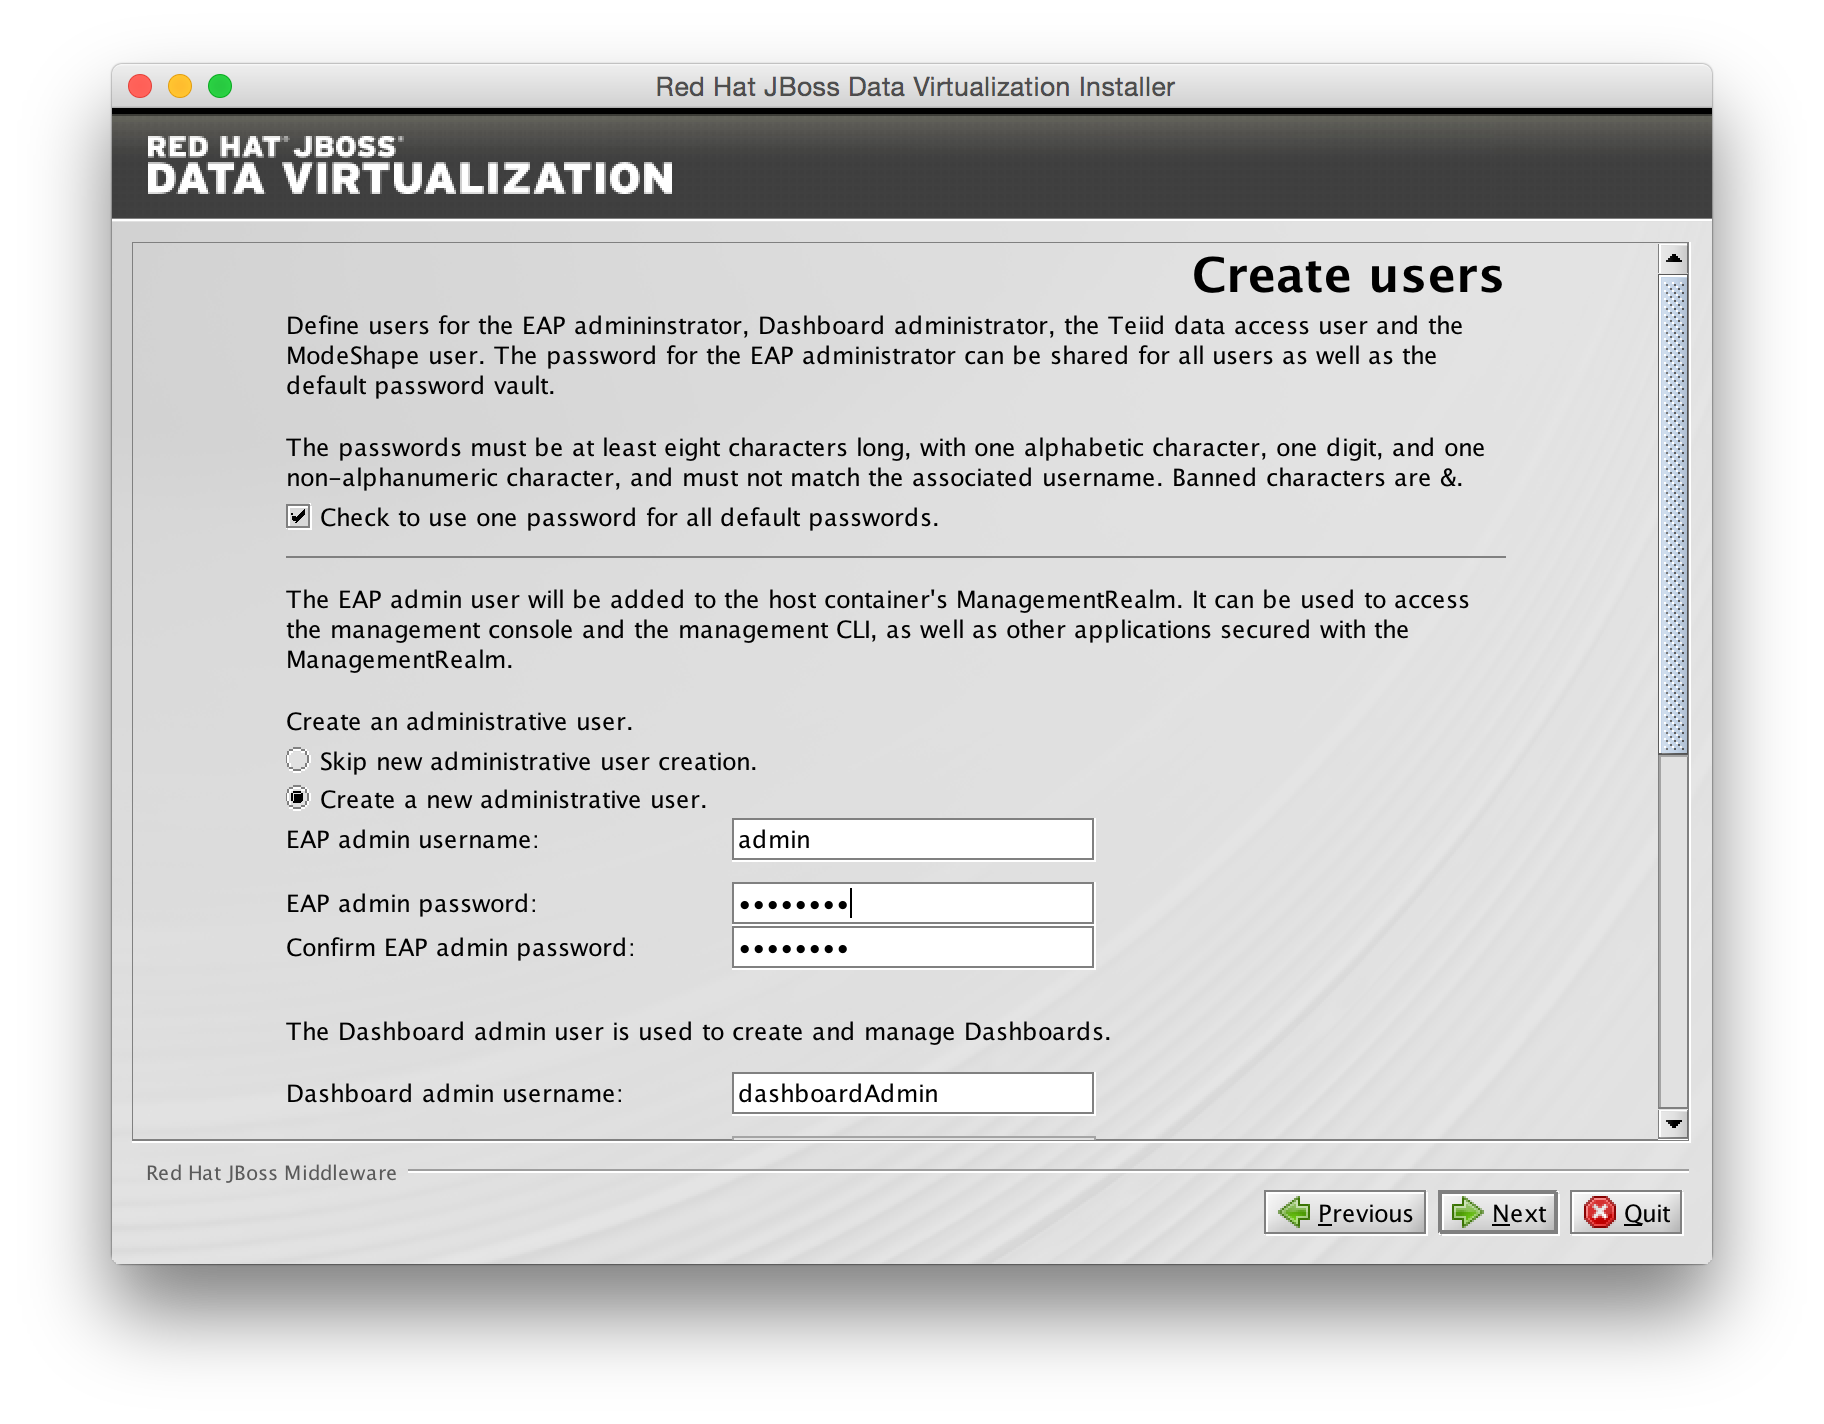 Red Hat JBoss Data Virtualization Installer
RED HAT® JBOSS®
DATA VIRTUALIZATION
Create users
Define users for the EAP admininstrator, Dashboard administrator, the Teiid data access user and the
ModeShape user. The password for the EAP administrator can be shared for all users as well as the
default password vault.
The passwords must be at least eight characters long, with one alphabetic character, one digit, and one
non-alphanumeric character, and must not match the associated username. Banned characters are &.
Check to use one password for all default passwords.
The EAP admin user will be added to the host container's ManagementRealm. It can be used to access
the management console and the management CLI, as well as other applications secured with the
ManagementRealm.
Create an administrative user.
Skip new administrative user creation.
Create a new administrative user.
EAP admin username: admin
EAP admin password: ••••••••
Confirm EAP admin password: ••••••••
The Dashboard admin user is used to create and manage Dashboards.
Dashboard admin username: dashboardAdmin
Red Hat JBoss Middleware
Previous Next Quit